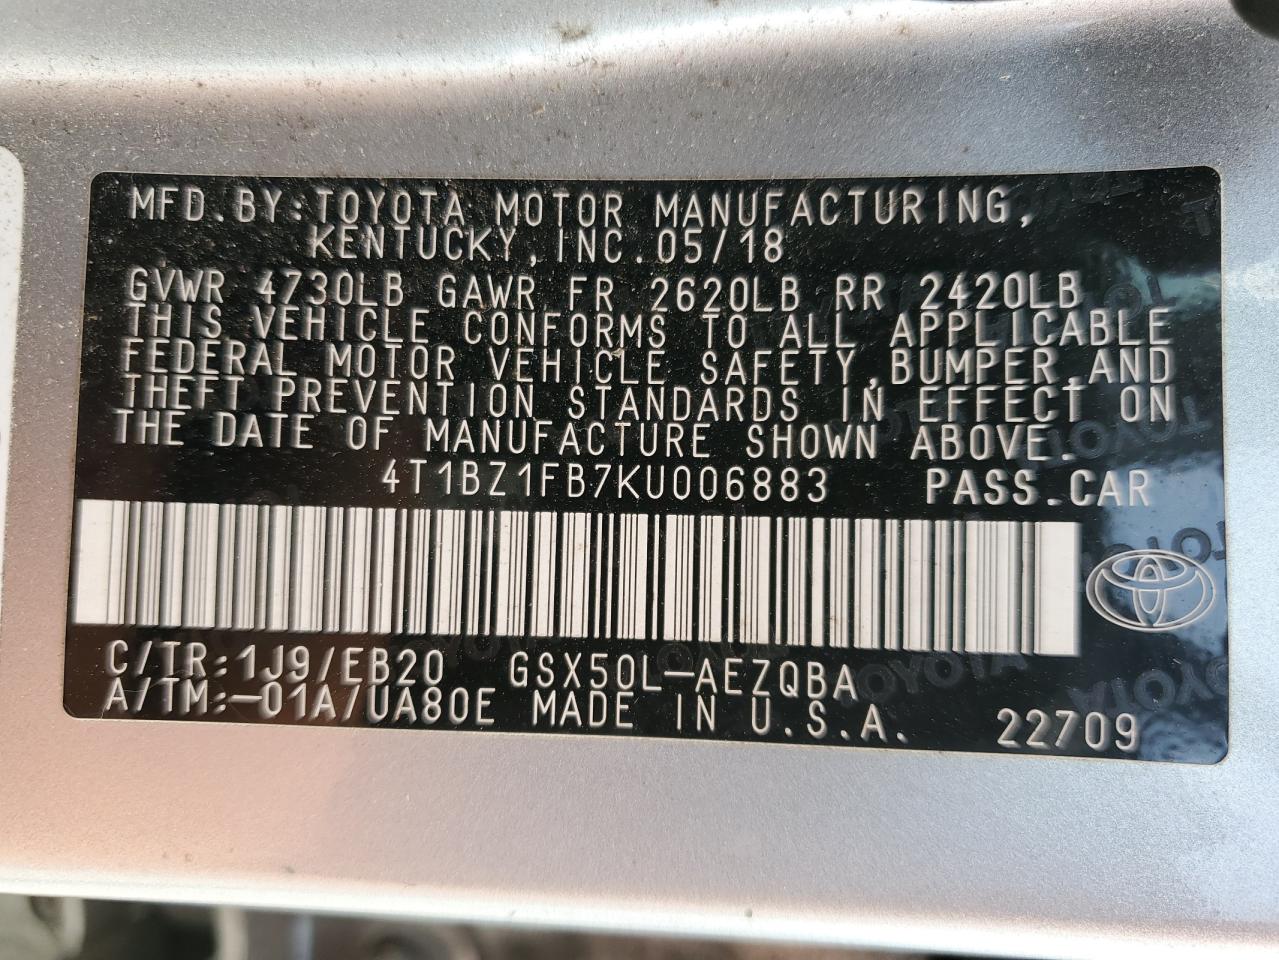 MFD.BY:TOYOTA MOTOR MANUFACTURING,
KENTUCKY,INC.05/18
GVWR 4730LB GAWR FR 2620LB RR 2420LB
THIS VEHICLE CONFORMS TO ALL APPLICABLE
FEDERAL MOTOR VEHICLE SAFETY,BUMPER,AND
THEFT PREVENTION STANDARDS IN EFFECT ON
THE DATE OF MANUFACTURE SHOWN ABOVE.
4T1BZ1FB7KU006883 PASS.CAR
C/TR:1J9/EB20 GSX50L-AEZQBA
A/TM:-01A/UA80E MADE IN U.S.A. 22709